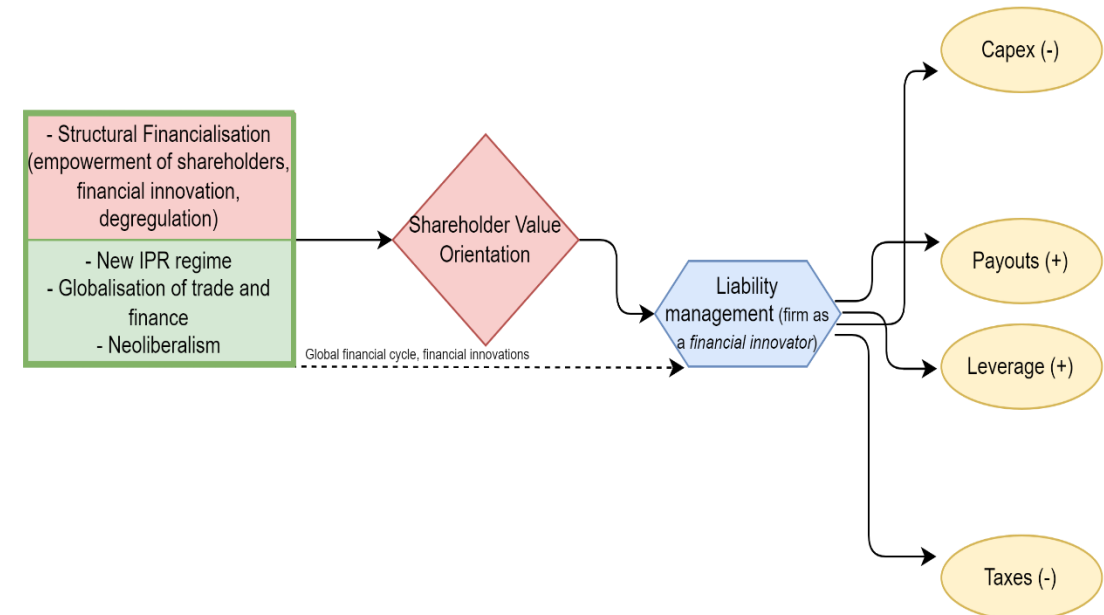 - Structural Financialisation
(empowerment of shareholders,
financial innovation,
degregulation)
- New IPR regime
- Globalisation of trade and
finance
- Neoliberalism
Shareholder Value
Orientation
Global financial cycle, financial innovations
Liability
management (firm as
a financial innovator)
Capex (-)
Payouts (+)
Leverage (+)
Taxes (-)